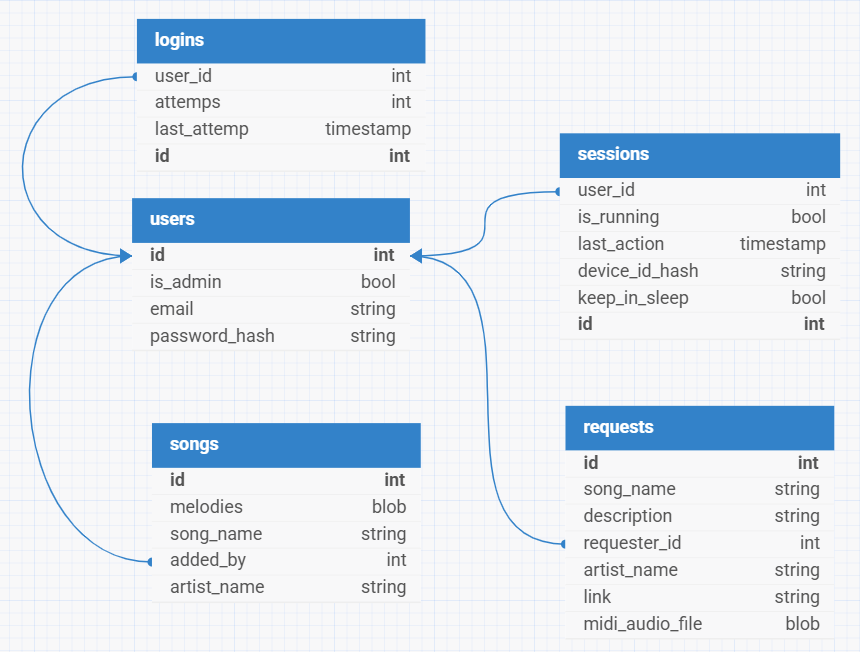 logins
user_id int
attemps int
last_attemp timestamp
id int
users
id int
is_admin bool
email string
password_hash string
songs
id int
melodies blob
song_name string
added_by int
artist_name string
sessions
user_id int
is_running bool
last_action timestamp
device_id_hash string
keep_in_sleep bool
id int
requests
id int
song_name string
description string
requester_id int
artist_name string
link string
midi_audio_file blob